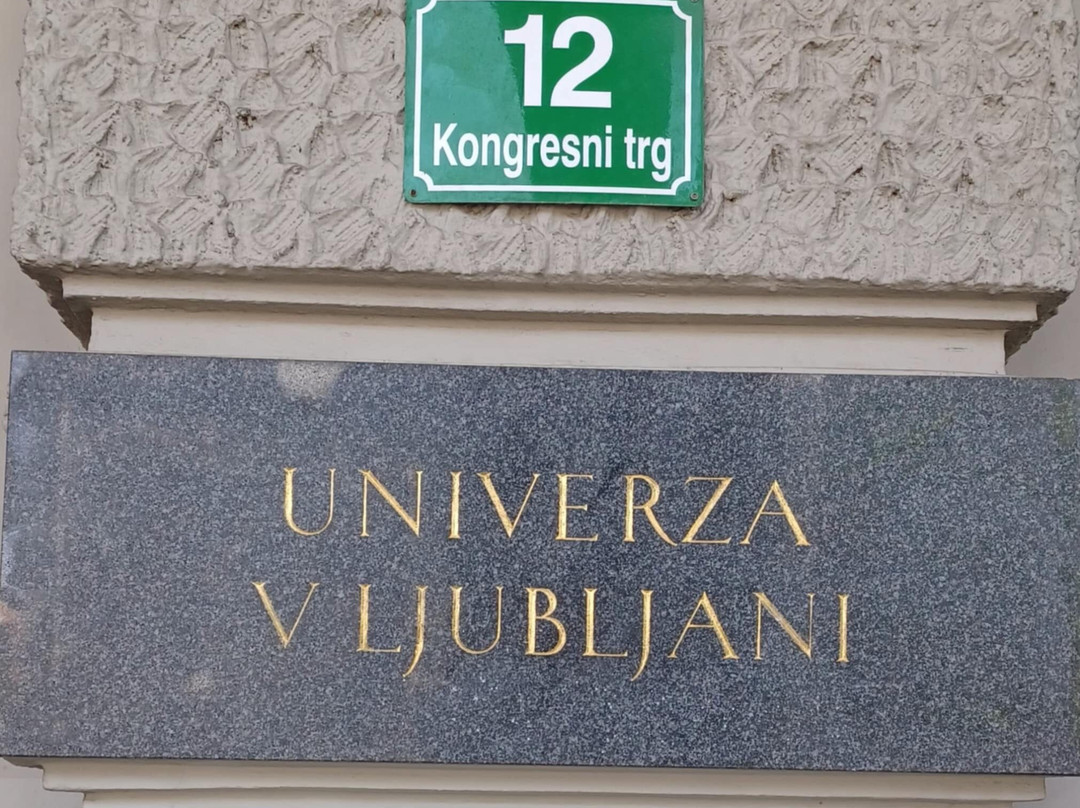 12
Kongresni trg
UNIVERZA
V LJUBLJANI